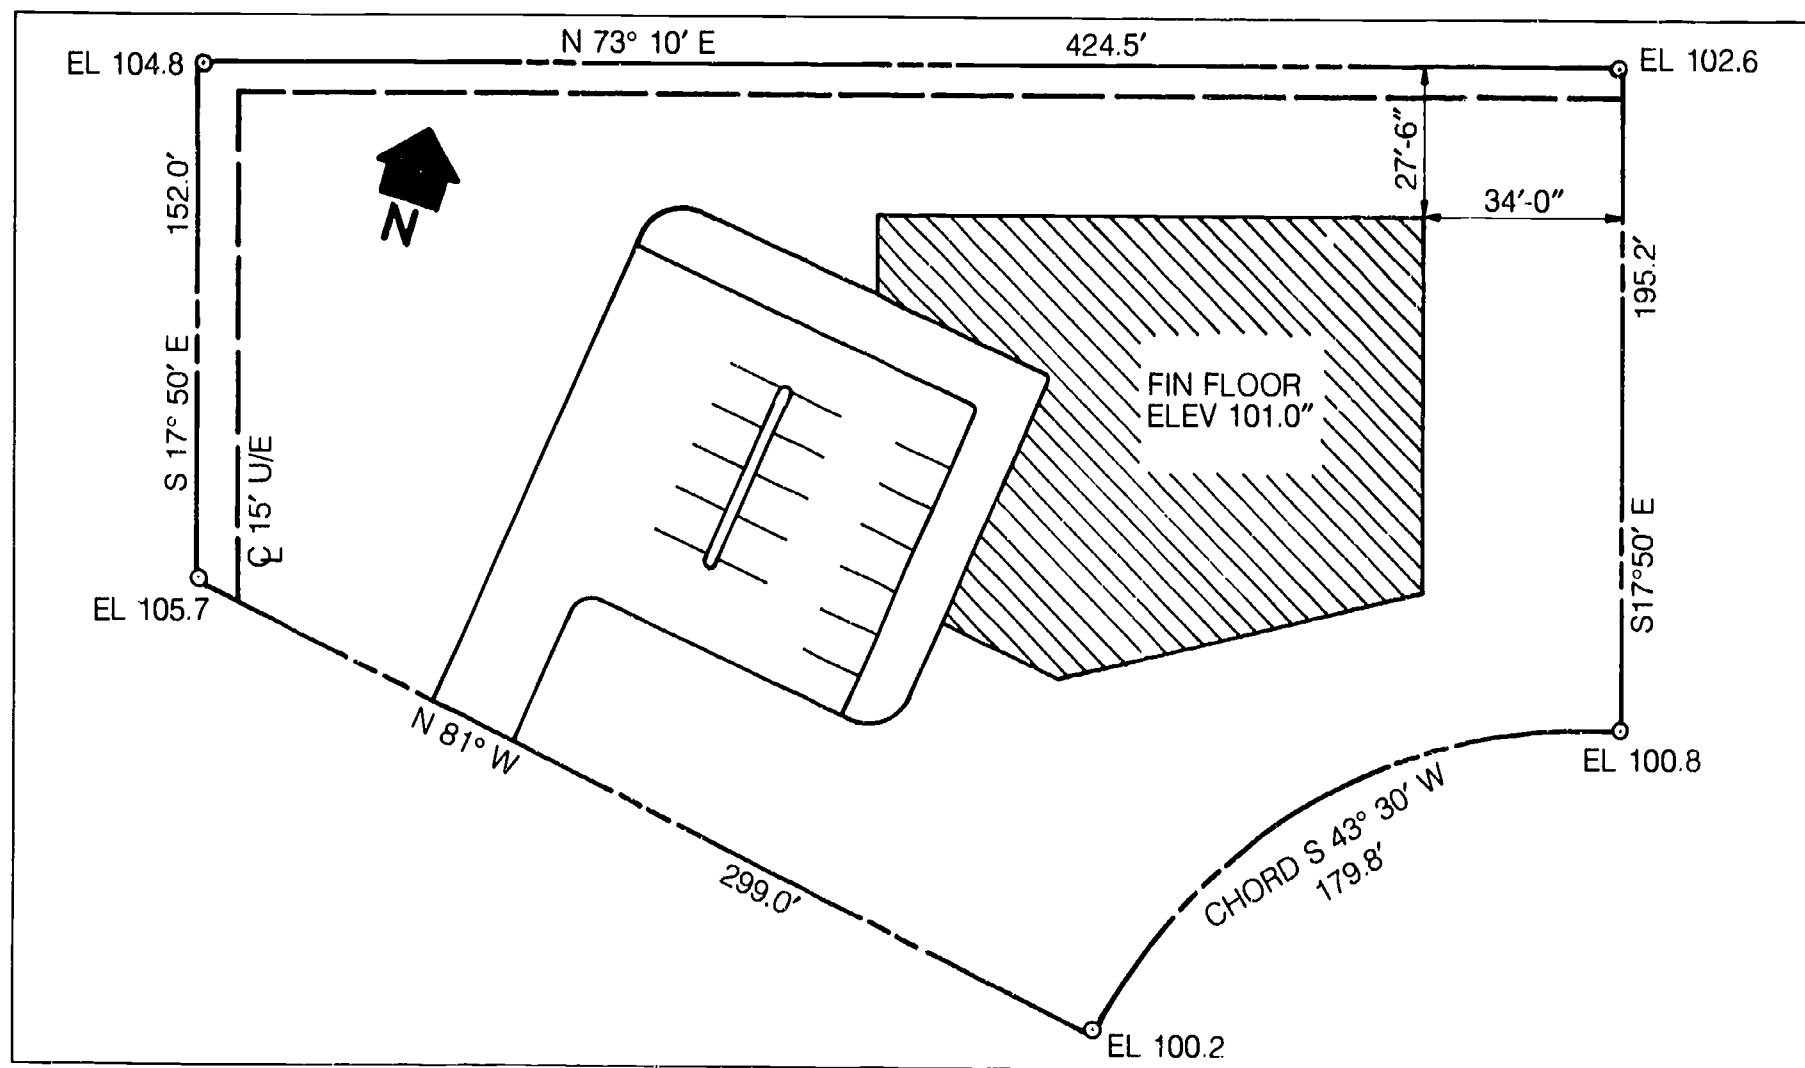 N 73° 10′ E
424.5′
EL 104.8
EL 102.6
27′-6″
34′-0″
N
152.0′
S 17° 50′ E
℄ 15′ U/E
195.2′
S17°50′ E
FIN FLOOR
ELEV 101.0″
EL 105.7
N 81° W
299.0′
EL 100.8
CHORD S 43° 30′ W
179.8′
EL 100.2